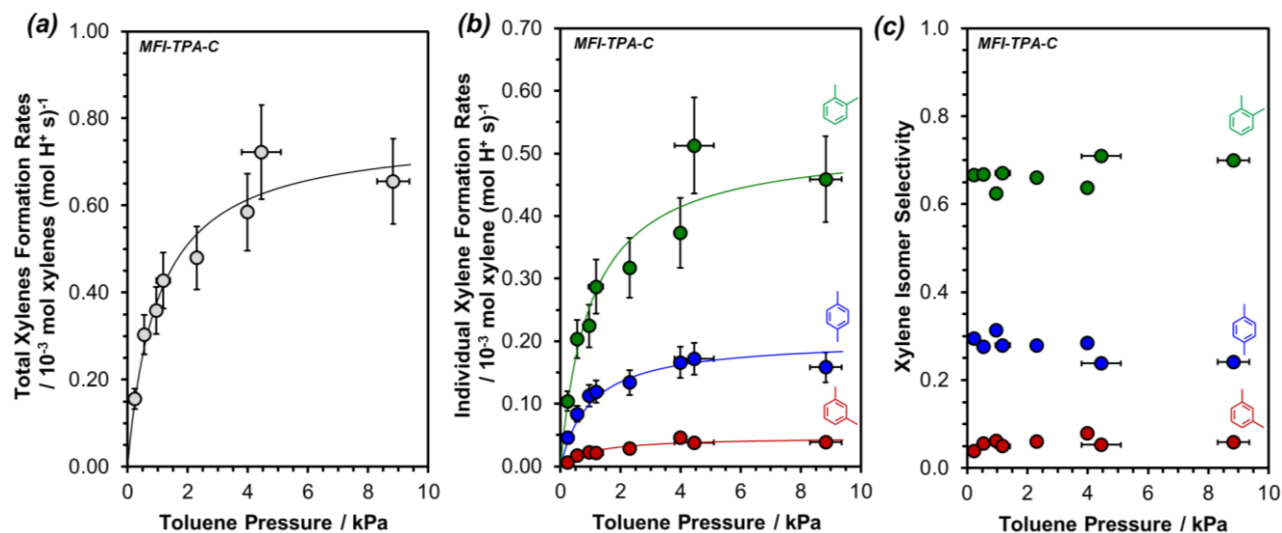 (a)
MFI-TPA-C
Total Xylenes Formation Rates
/ 10⁻³ mol xylenes (mol H⁺ s)⁻¹
1.00
0.80
0.60
0.40
0.20
0.00
0 2 4 6 8 10
Toluene Pressure / kPa
(b)
MFI-TPA-C
Individual Xylene Formation Rates
/ 10⁻³ mol xylene (mol H⁺ s)⁻¹
0.70
0.60
0.50
0.40
0.30
0.20
0.10
0.00
0 2 4 6 8 10
Toluene Pressure / kPa
(c)
MFI-TPA-C
Xylene Isomer Selectivity
1.0
0.8
0.6
0.4
0.2
0.0
0 2 4 6 8 10
Toluene Pressure / kPa